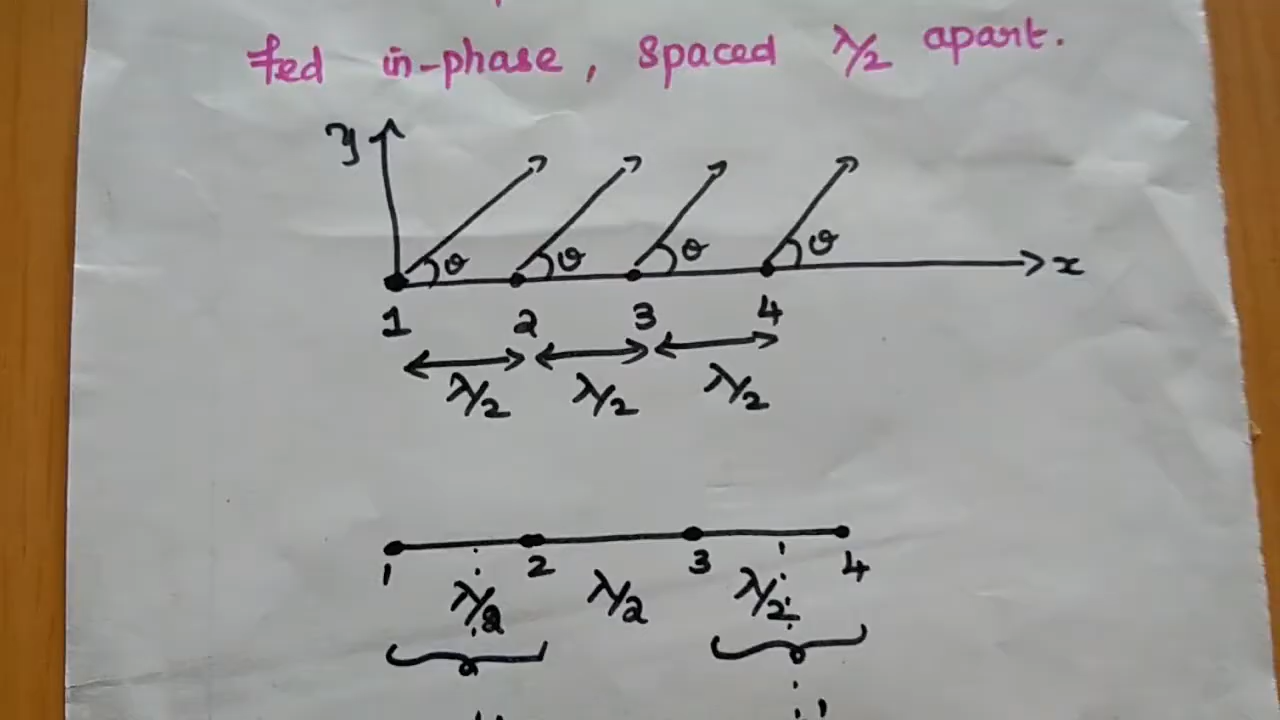 fed in-phase, spaced λ/2 apart.
y
θ θ θ θ
x
1 2 3 4
λ/2 λ/2 λ/2
1 2 3 4
λ/2 λ/2 λ/2